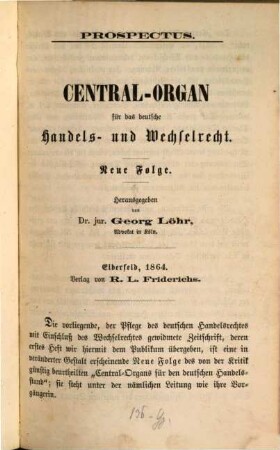 PROSPECTUS.
CENTRAL-ORGAN
für das deutsche
Handels- und Wechselrecht.
Neue Folge.
Herausgegeben
von
Dr. jur. Georg Löhr,
Advokat in Köln.
Elberfeld, 1864.
Verlag von R. L. Friderichs.
Die vorliegende, der Pflege des deutschen Handelsrechtes
mit Einschluß des Wechselrechtes gewidmete Zeitschrift, deren
erstes Heft wir hiermit dem Publikum übergeben, ist eine in
veränderter Gestalt erscheinende Neue Folge des von der Kritik
günstig beurtheilten „Central-Organs für den deutschen Handels-
stand“; sie steht unter der nämlichen Leitung wie ihre Vor-
gängerin.